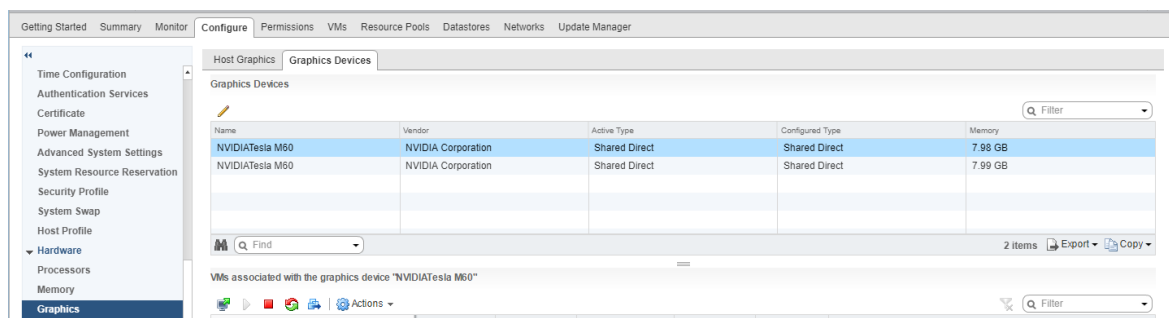 Getting Started Summary Monitor Configure Permissions VMs Resource Pools Datastores Networks Update Manager
Time Configuration
Authentication Services
Certificate
Power Management
Advanced System Settings
System Resource Reservation
Security Profile
System Swap
Host Profile
Hardware
Processors
Memory
Graphics
Host Graphics Graphics Devices
Graphics Devices
Filter
Name Vendor Active Type Configured Type Memory
NVIDIATesla M60 NVIDIA Corporation Shared Direct Shared Direct 7.98 GB
NVIDIATesla M60 NVIDIA Corporation Shared Direct Shared Direct 7.99 GB
Find 2 items Export Copy
VMs associated with the graphics device "NVIDIATesla M60"
Actions Filter